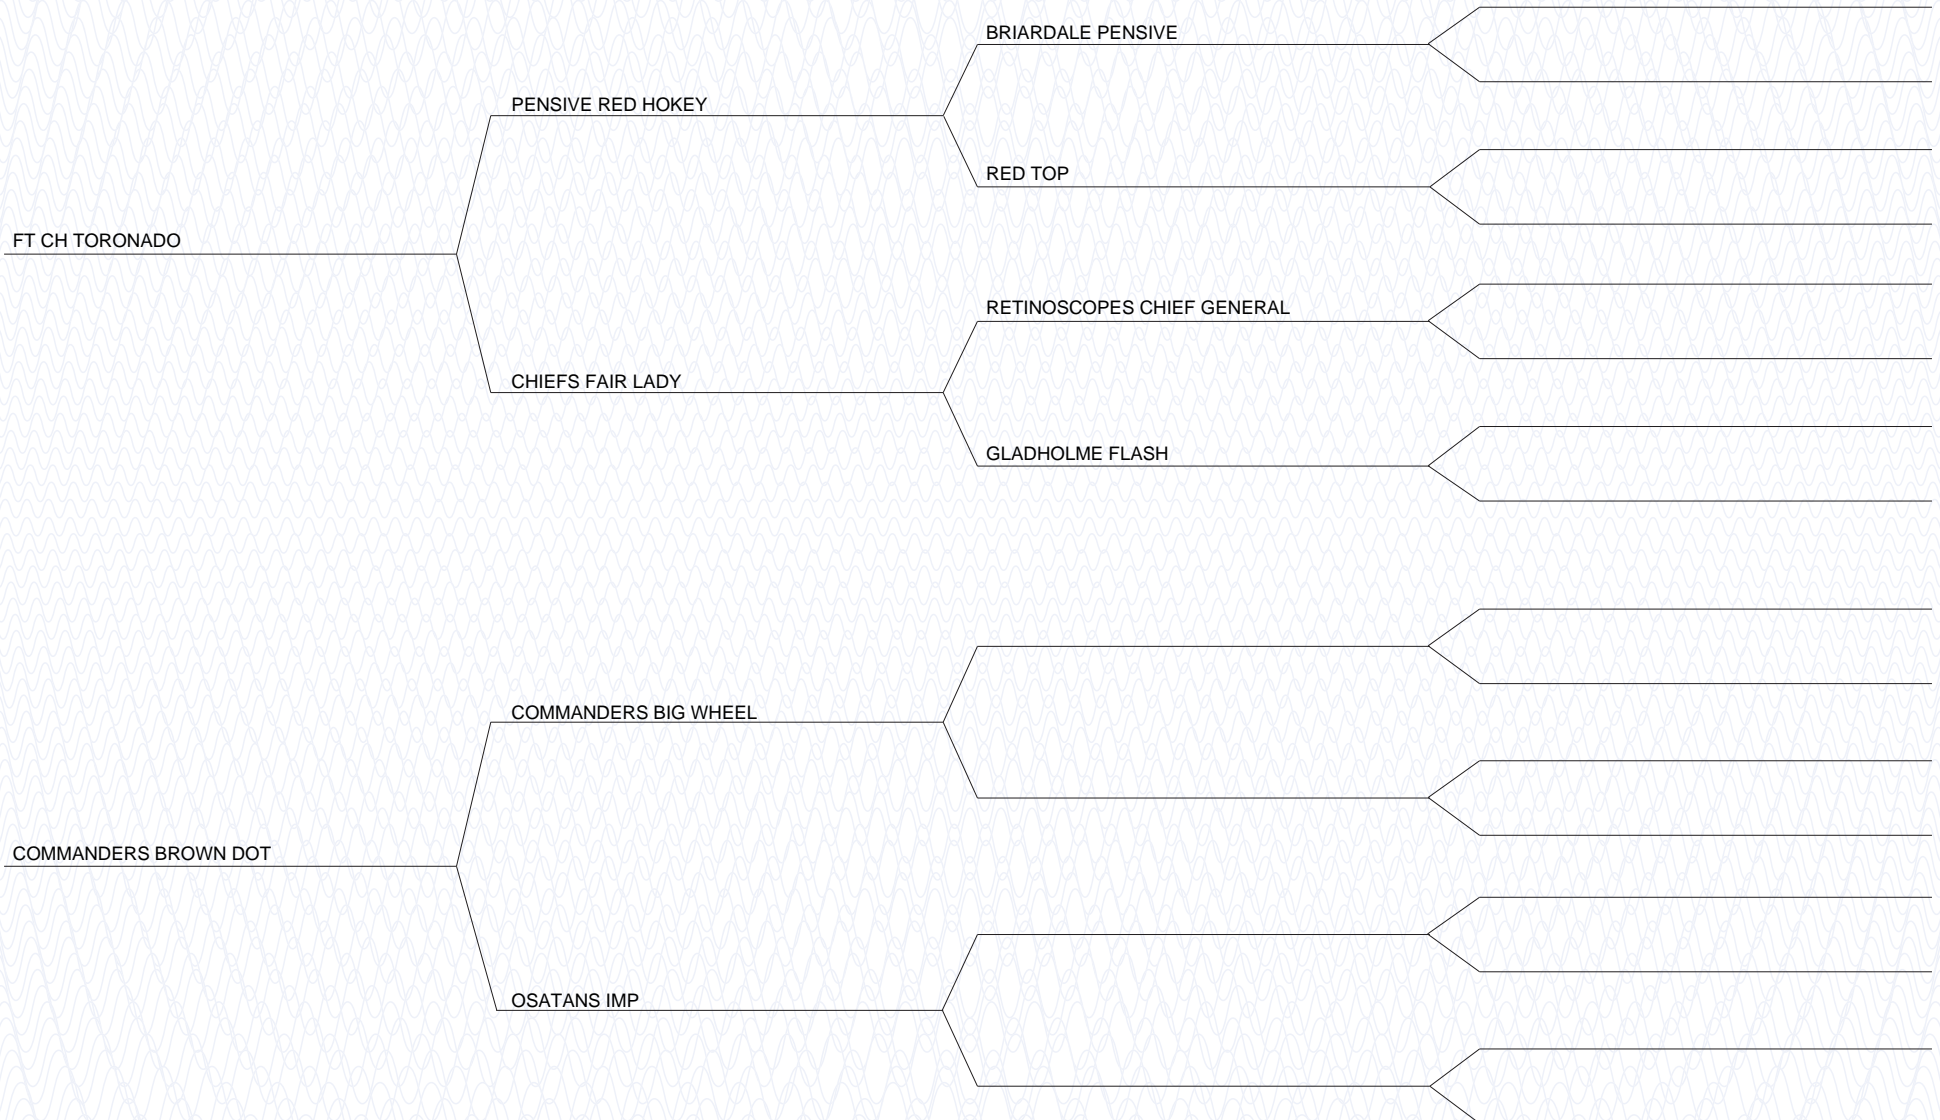 BRIARDALE PENSIVE
PENSIVE RED HOKEY
RED TOP
FT CH TORONADO
RETINOSCOPES CHIEF GENERAL
CHIEFS FAIR LADY
GLADHOLME FLASH
COMMANDERS BIG WHEEL
COMMANDERS BROWN DOT
OSATANS IMP